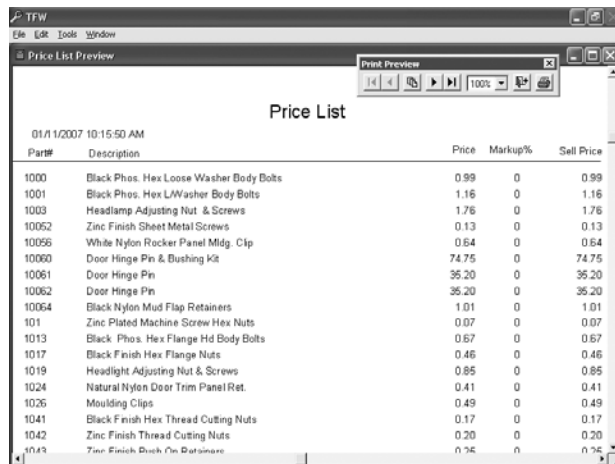 TFW
File Edit Tools Window
Price List Preview
Print Preview
100%
Price List
01/11/2007 10:15:50 AM
Part# Description Price Markup% Sell Price
1000 Black Phos. Hex Loose Washer Body Bolts 0.99 0 0.99
1001 Black Phos. Hex L/Washer Body Bolts 1.16 0 1.16
1003 Headlamp Adjusting Nut & Screws 1.76 0 1.76
10052 Zinc Finish Sheet Metal Screws 0.13 0 0.13
10056 White Nylon Rocker Panel Mldg. Clip 0.64 0 0.64
10060 Door Hinge Pin & Bushing Kit 74.75 0 74.75
10061 Door Hinge Pin 35.20 0 35.20
10062 Door Hinge Pin 35.20 0 35.20
10064 Black Nylon Mud Flap Retainers 1.01 0 1.01
101 Zinc Plated Machine Screw Hex Nuts 0.07 0 0.07
1013 Black Phos. Hex Flange Hd Body Bolts 0.67 0 0.67
1017 Black Finish Hex Flange Nuts 0.46 0 0.46
1019 Headlight Adjusting Nut & Screws 0.85 0 0.85
1024 Natural Nylon Door Trim Panel Ret. 0.41 0 0.41
1026 Moulding Clips 0.49 0 0.49
1041 Black Finish Hex Thread Cutting Nuts 0.17 0 0.17
1042 Zinc Finish Thread Cutting Nuts 0.20 0 0.20
1043 Zinc Finish Push On Retainers 0.26 0 0.26